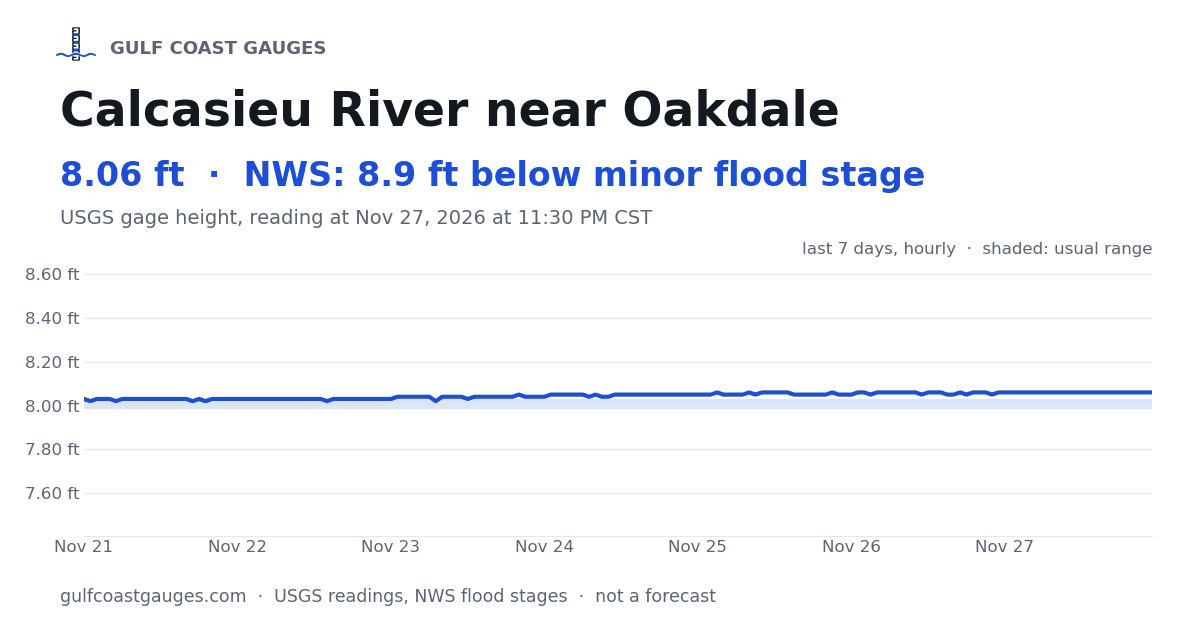 GULF COAST GAUGES
Calcasieu River near Oakdale
8.06 ft · NWS: 8.9 ft below minor flood stage
USGS gage height, reading at Nov 27, 2026 at 11:30 PM CST
last 7 days, hourly · shaded: usual range
8.60 ft
8.40 ft
8.20 ft
8.00 ft
7.80 ft
7.60 ft
Nov 21 Nov 22 Nov 23 Nov 24 Nov 25 Nov 26 Nov 27
gulfcoastgauges.com · USGS readings, NWS flood stages · not a forecast